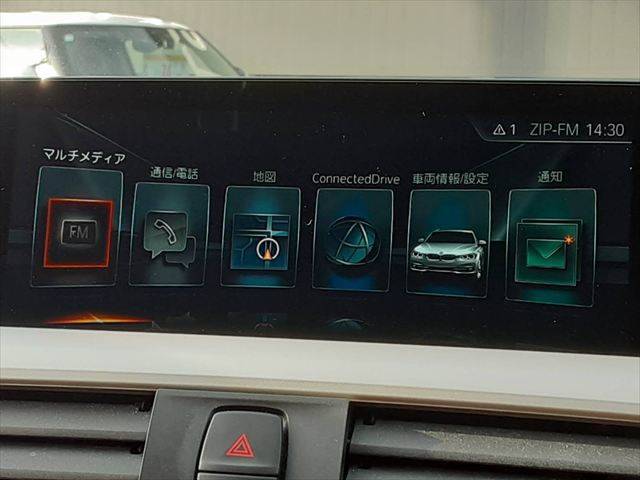 1 ZIP-FM 14:30
マルチメディア
通信/電話
地図
ConnectedDrive
車両情報/設定
通知
FM